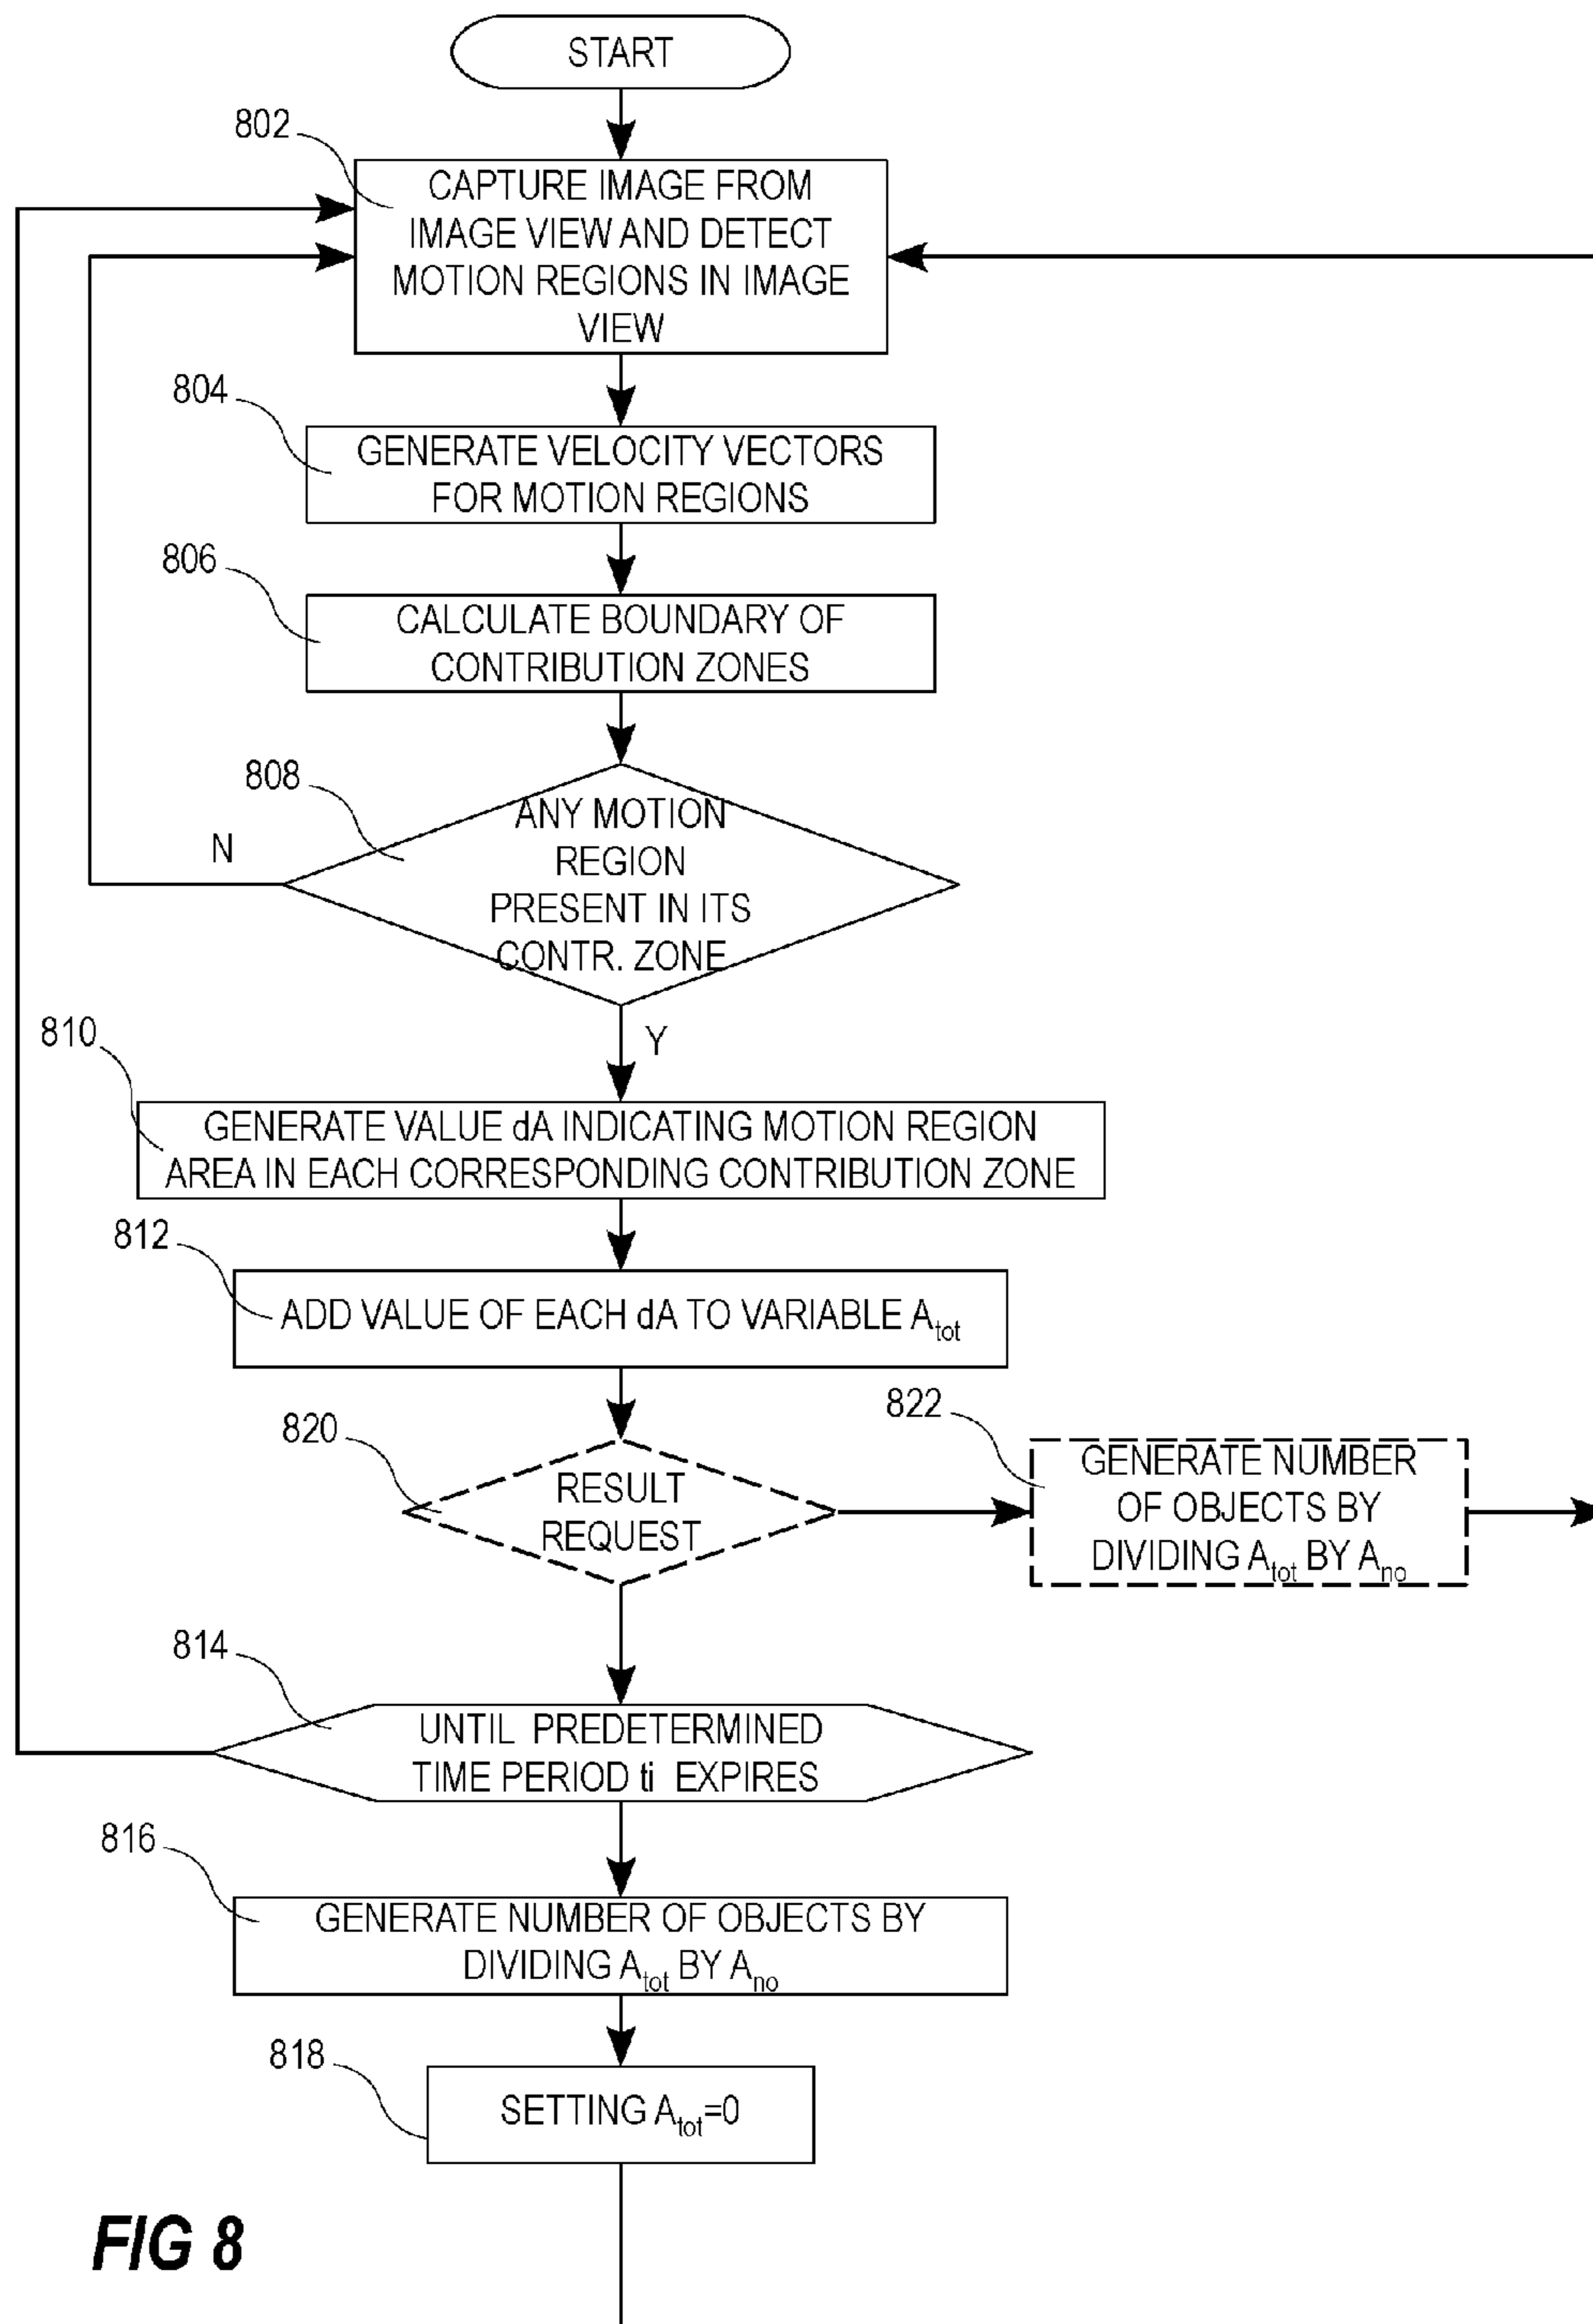 START
802
CAPTURE IMAGE FROM
IMAGE VIEW AND DETECT
MOTION REGIONS IN IMAGE
VIEW
804
GENERATE VELOCITY VECTORS
FOR MOTION REGIONS
806
CALCULATE BOUNDARY OF
CONTRIBUTION ZONES
808
ANY MOTION
REGION
PRESENT IN ITS
CONTR. ZONE
N
Y
810
GENERATE VALUE dA INDICATING MOTION REGION
AREA IN EACH CORRESPONDING CONTRIBUTION ZONE
812
ADD VALUE OF EACH dA TO VARIABLE Atot
820
RESULT
REQUEST
822
GENERATE NUMBER
OF OBJECTS BY
DIVIDING Atot BY Ano
814
UNTIL PREDETERMINED
TIME PERIOD ti EXPIRES
816
GENERATE NUMBER OF OBJECTS BY
DIVIDING Atot BY Ano
818
SETTING Atot=0
FIG 8